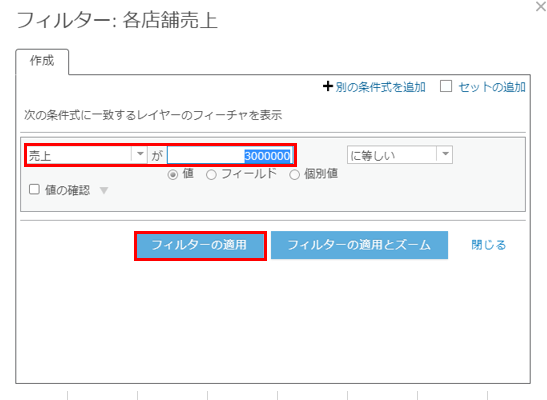 フィルター: 各店舗売上
作成
+別の条件式を追加 セットの追加
次の条件式に一致するレイヤーのフィーチャを表示
売上 が 3000000 に等しい
値 フィールド 個別値
値の確認
フィルターの適用 フィルターの適用とズーム 閉じる